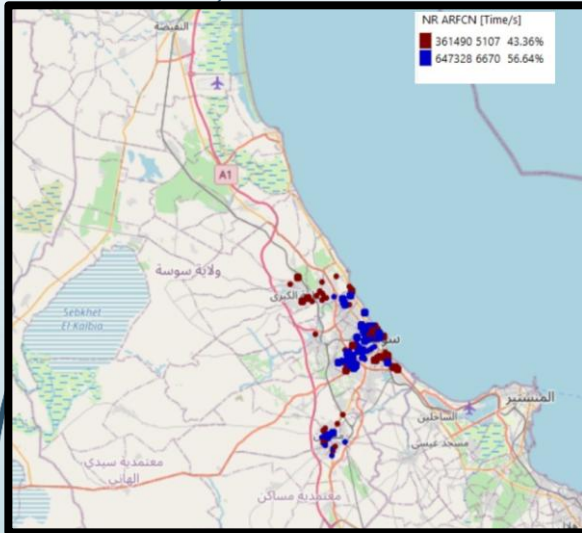 NR ARFCN [Time/s]
361490 5107 43.36%
647328 6670 56.64%
النفيضة
A1
ولاية سوسة
Sebkhet
El Kalbia
الكبرى
المنستير
الساحلين
مسجد عيسى
معتمدية سيدي
الهاني
معتمدية مساكن